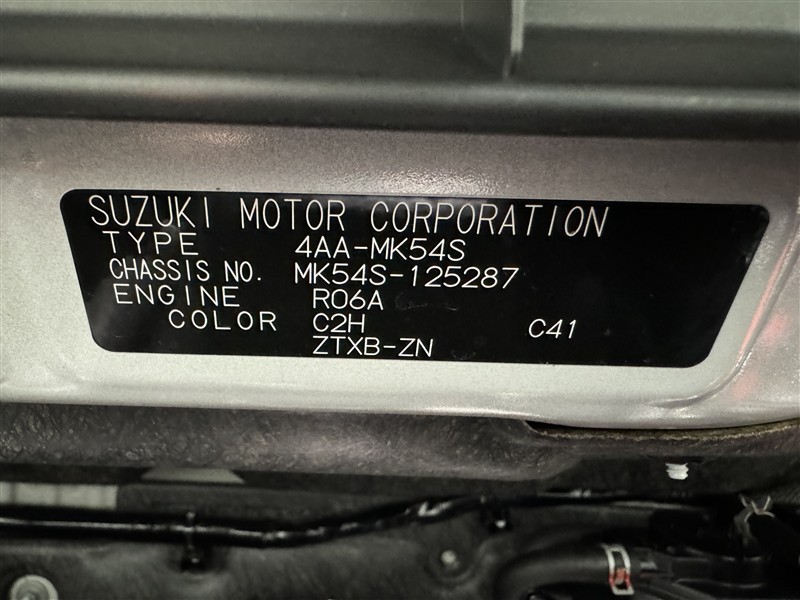 SUZUKI MOTOR CORPORATION
TYPE 4AA-MK54S
CHASSIS NO. MK54S-125287
ENGINE R06A
COLOR C2H C41
ZTXB-ZN